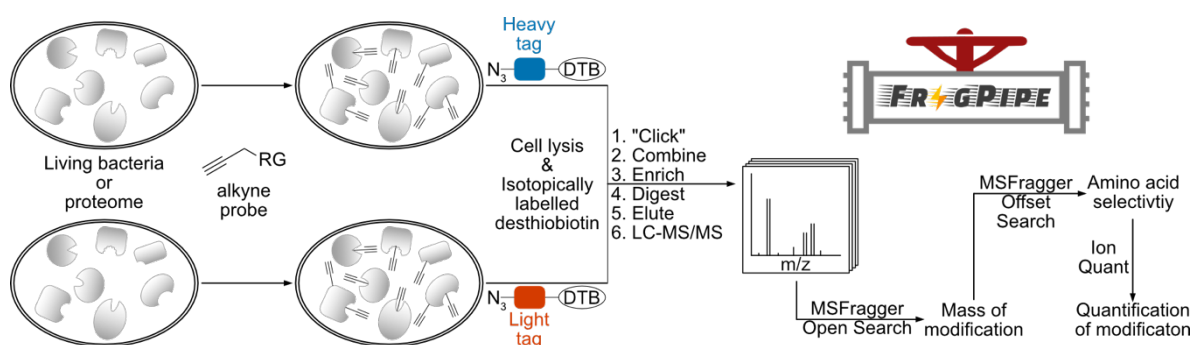 Living bacteria
or
proteome
RG
alkyne
probe
Heavy
tag
N3
DTB
Cell lysis
&
Isotopically
labelled
desthiobiotin
N3
DTB
Light
tag
1. "Click"
2. Combine
3. Enrich
4. Digest
5. Elute
6. LC-MS/MS
m/z
MSFragger
Open Search
Mass of
modification
MSFragger
Offset
Search
Amino acid
selectivtiy
Ion
Quant
Quantification
of modificaton
FRAGPIPE